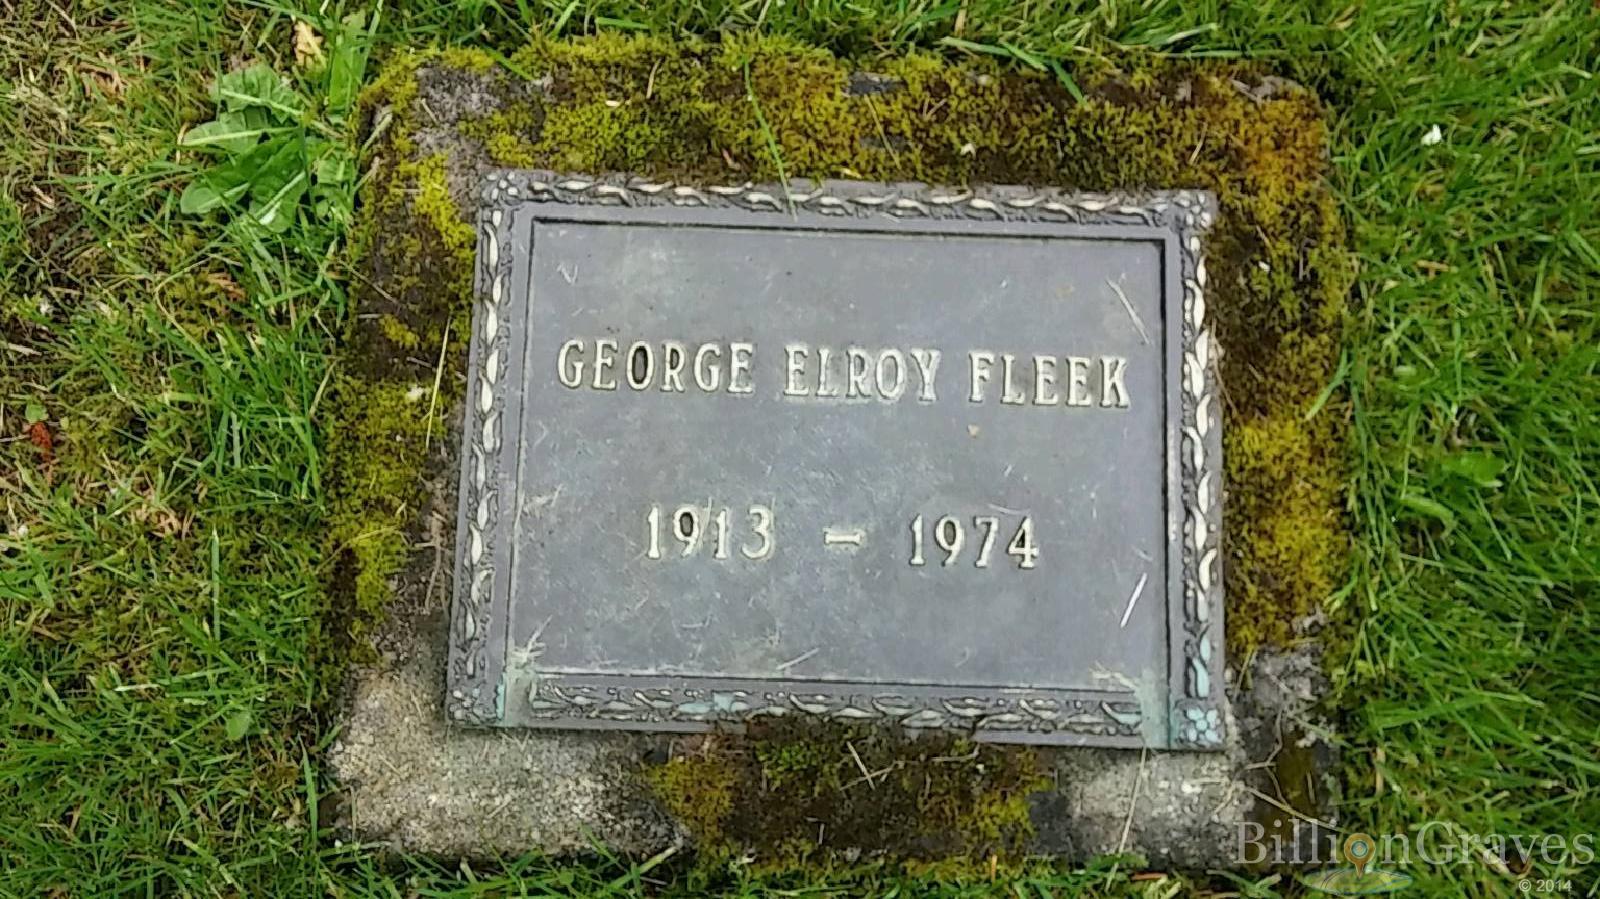 GEORGE ELROY FLEEK
1913 - 1974
BillionGraves
© 2014